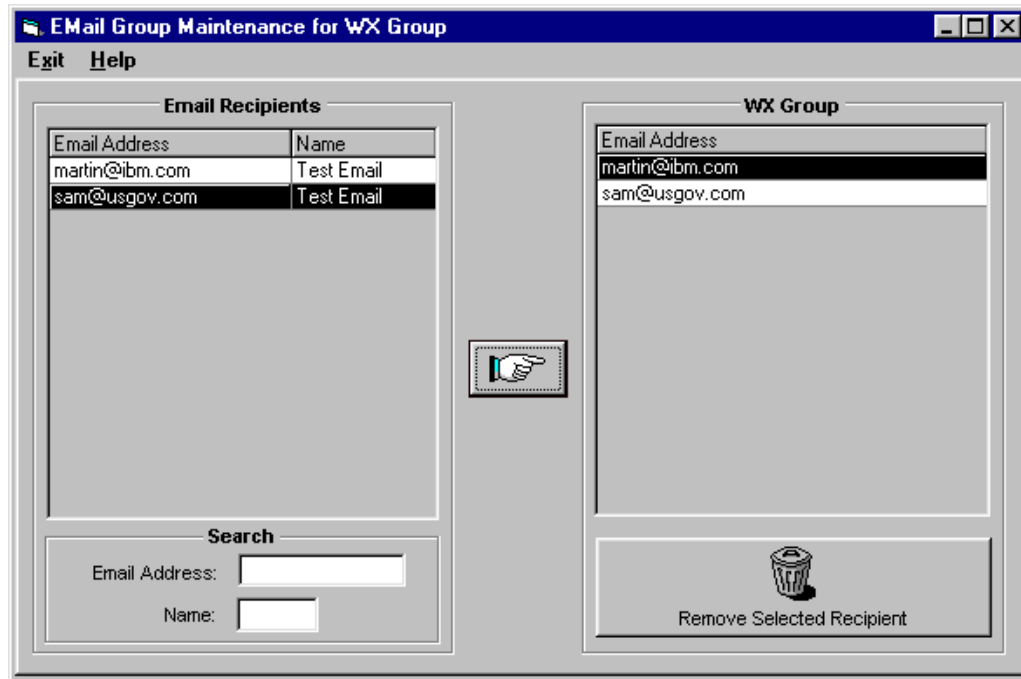 EMail Group Maintenance for WX Group
Exit Help
Email Recipients
Email Address Name
martin@ibm.com Test Email
sam@usgov.com Test Email
Search
Email Address:
Name:
WX Group
Email Address
martin@ibm.com
sam@usgov.com
Remove Selected Recipient